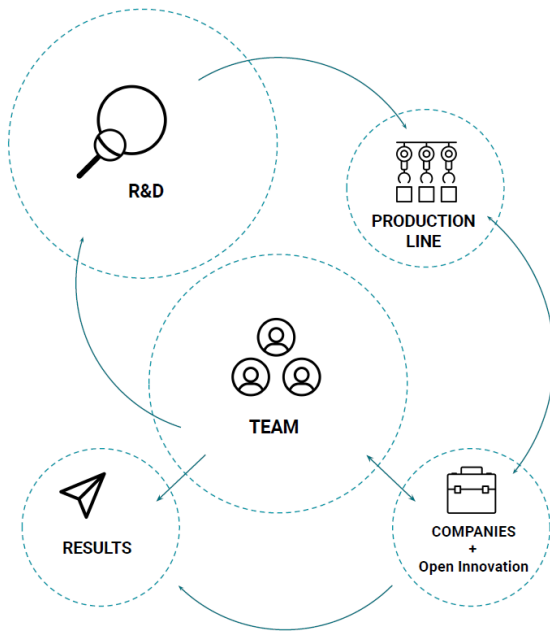 R&D
PRODUCTION
LINE
TEAM
RESULTS
COMPANIES
+
Open Innovation